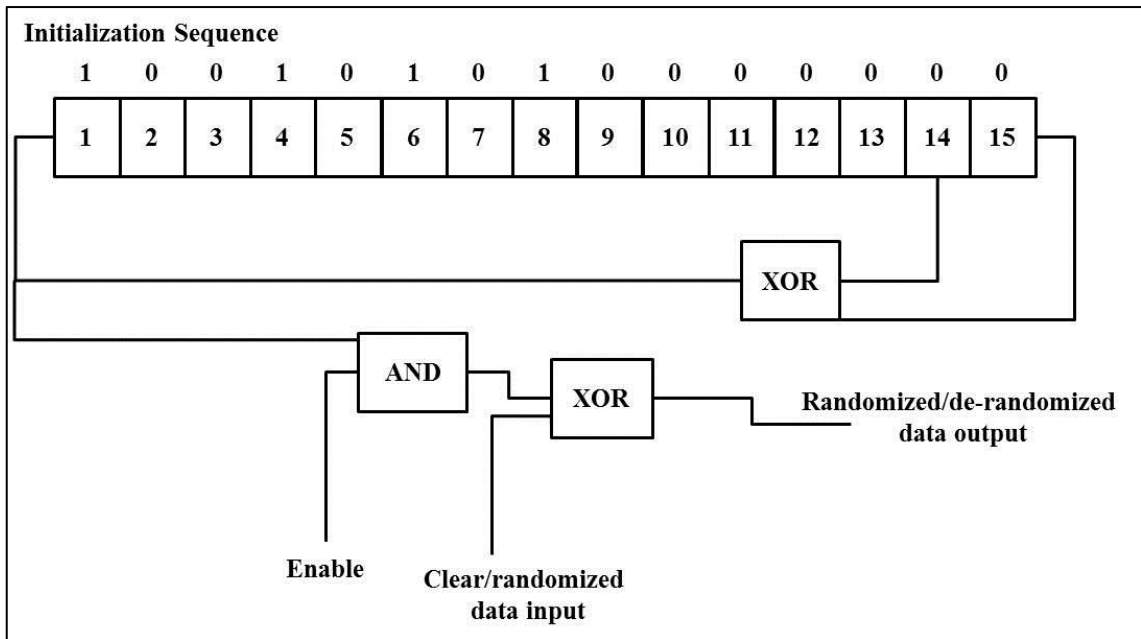 Initialization Sequence
1 0 0 1 0 1 0 1 0 0 0 0 0 0 0
1 2 3 4 5 6 7 8 9 10 11 12 13 14 15
XOR
AND
XOR
Randomized/de-randomized
data output
Enable
Clear/randomized
data input